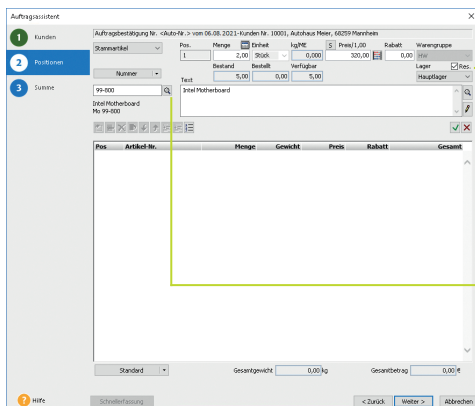 Auftragsassistent
Auftragsbestätigung Nr. <Auto-Nr.> vom 06.08.2021-Kunden Nr. 10001, Autohaus Meier, 68259 Mannheim
1 Kunden
2 Positionen
3 Summe
Stammartikel
Pos. Menge Einheit kg/ME S Preis/1,00 Rabatt Warengruppe
1 2,00 Stück 0,000 320,00 0,00 HW
Bestand Bestellt Verfügbar Lager Res.
Nummer
5,00 0,00 5,00 Hauptlager
Text
99-800 Intel Motherboard
Intel Motherboard
Mo 99-800
Pos Artikel-Nr. Menge Gewicht Preis Rabatt Gesamt
Standard Gesamtgewicht 0,00 kg Gesamtbetrag 0,00 €
? Hilfe Schnellerfassung < Zurück Weiter > Abbrechen